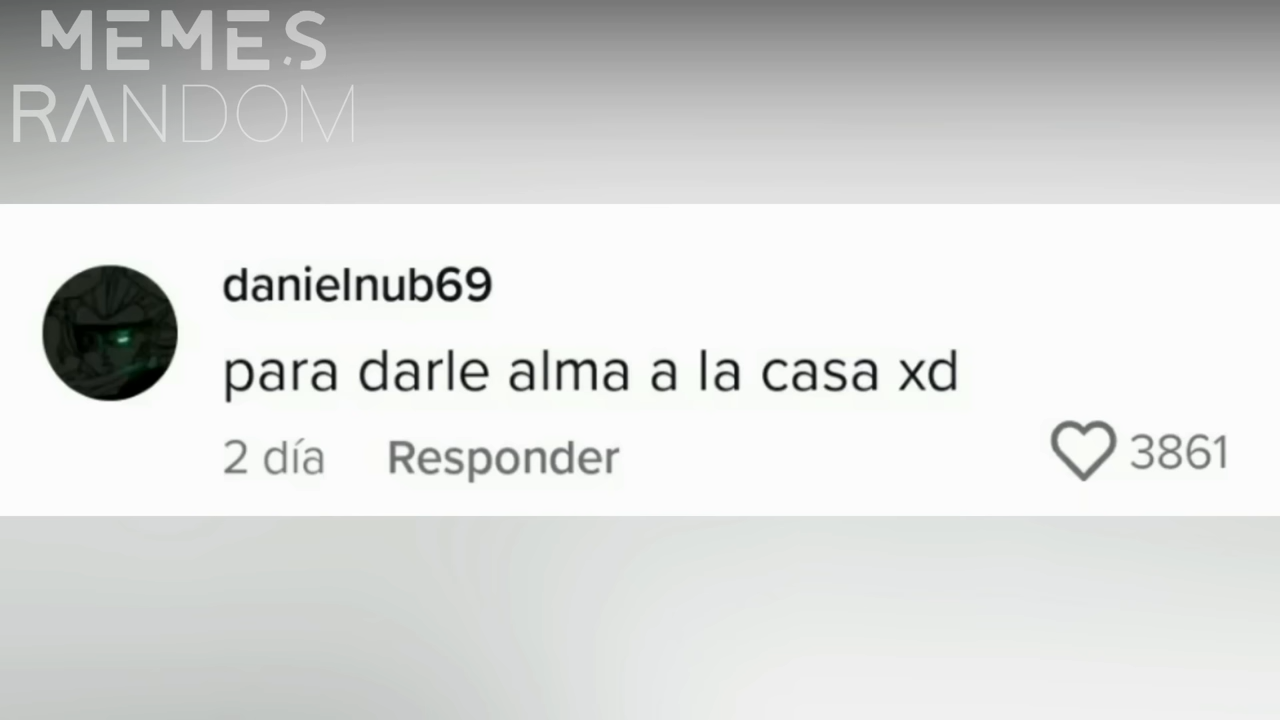 MEMES
RANDOM
danielnub69
para darle alma a la casa xd
2 día Responder 3861